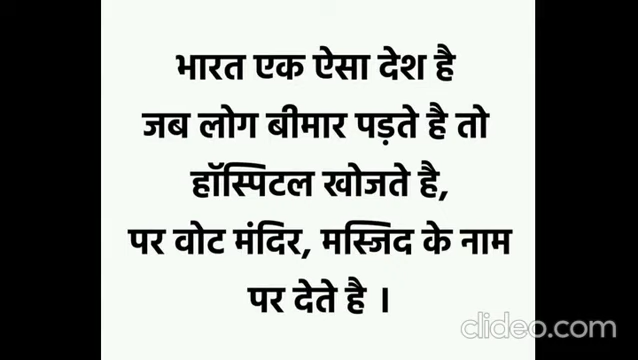 भारत एक ऐसा देश है
जब लोग बीमार पड़ते है तो
हॉस्पिटल खोजते है,
पर वोट मंदिर, मस्जिद के नाम
पर देते है ।
clideo.com